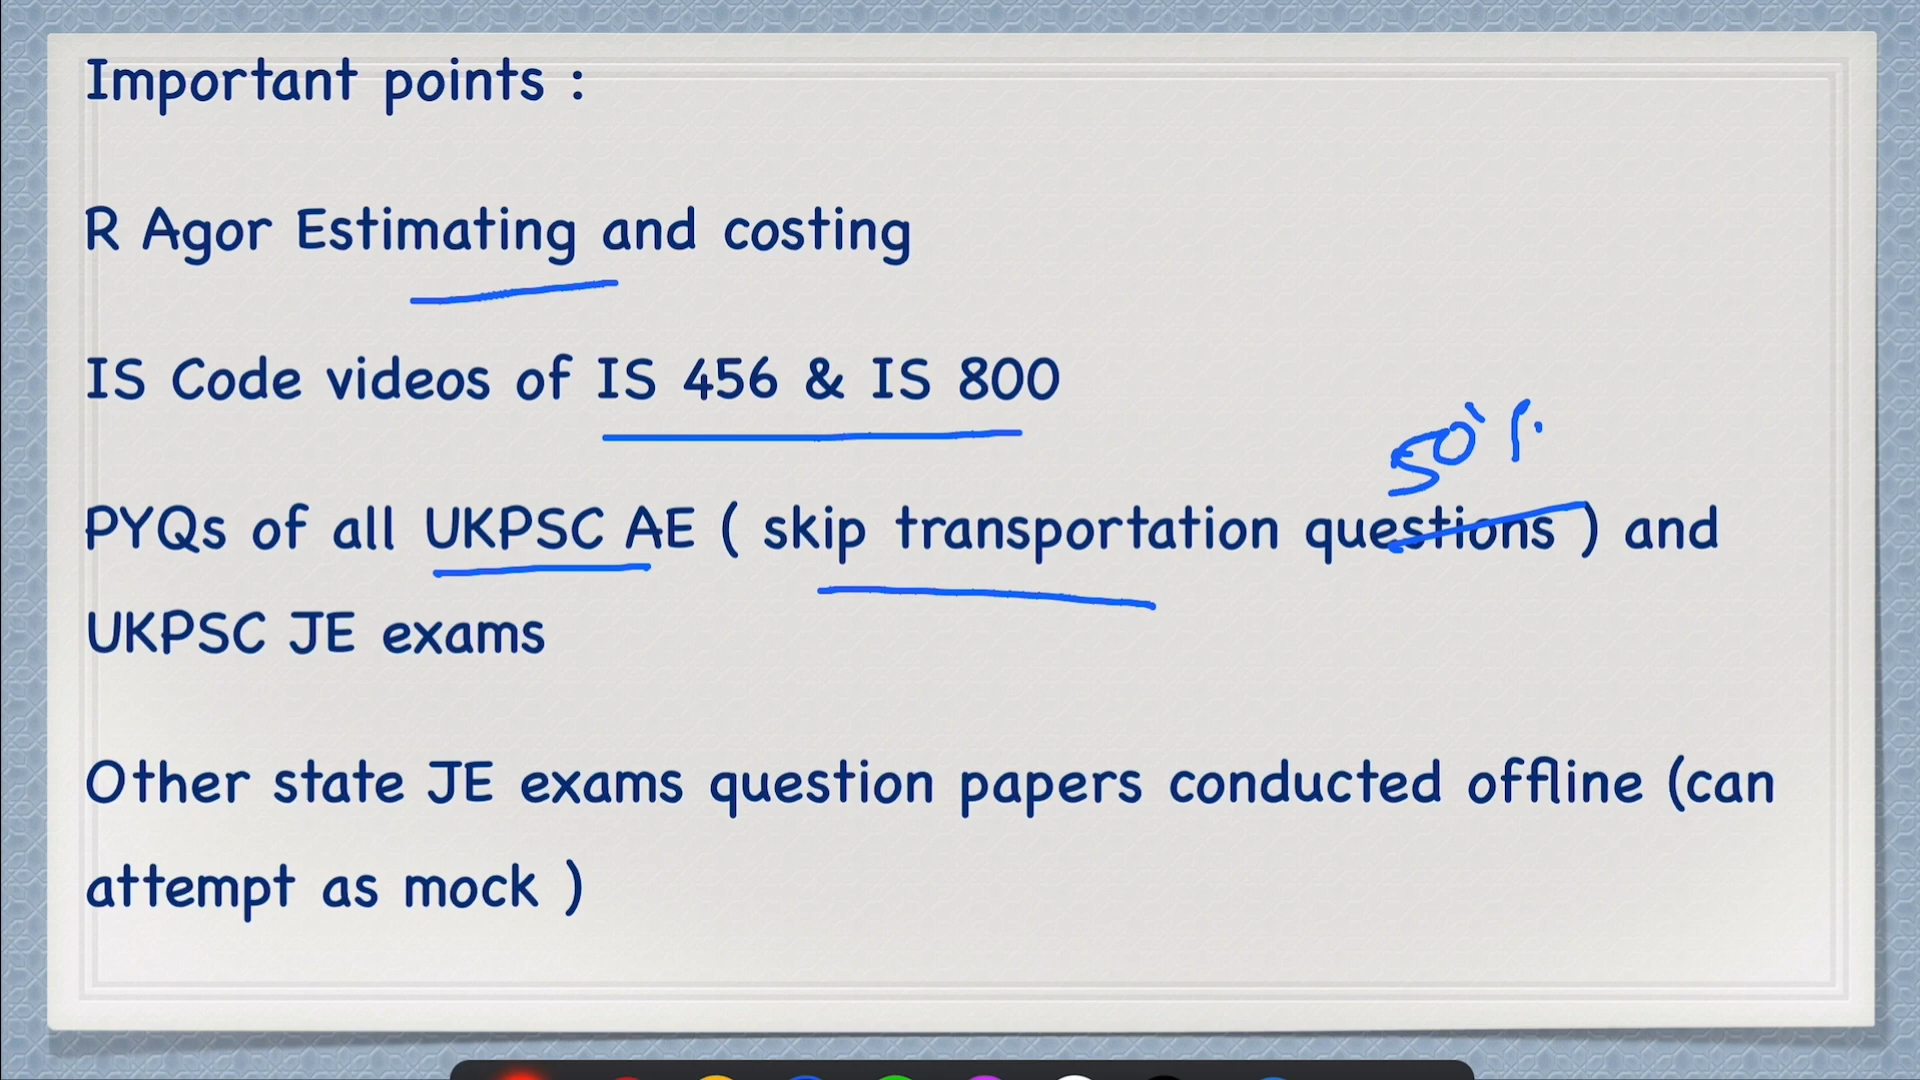 Important points :
R Agor Estimating and costing
IS Code videos of IS 456 & IS 800
50%
PYQs of all UKPSC AE ( skip transportation questions ) and
UKPSC JE exams
Other state JE exams question papers conducted offline (can
attempt as mock )